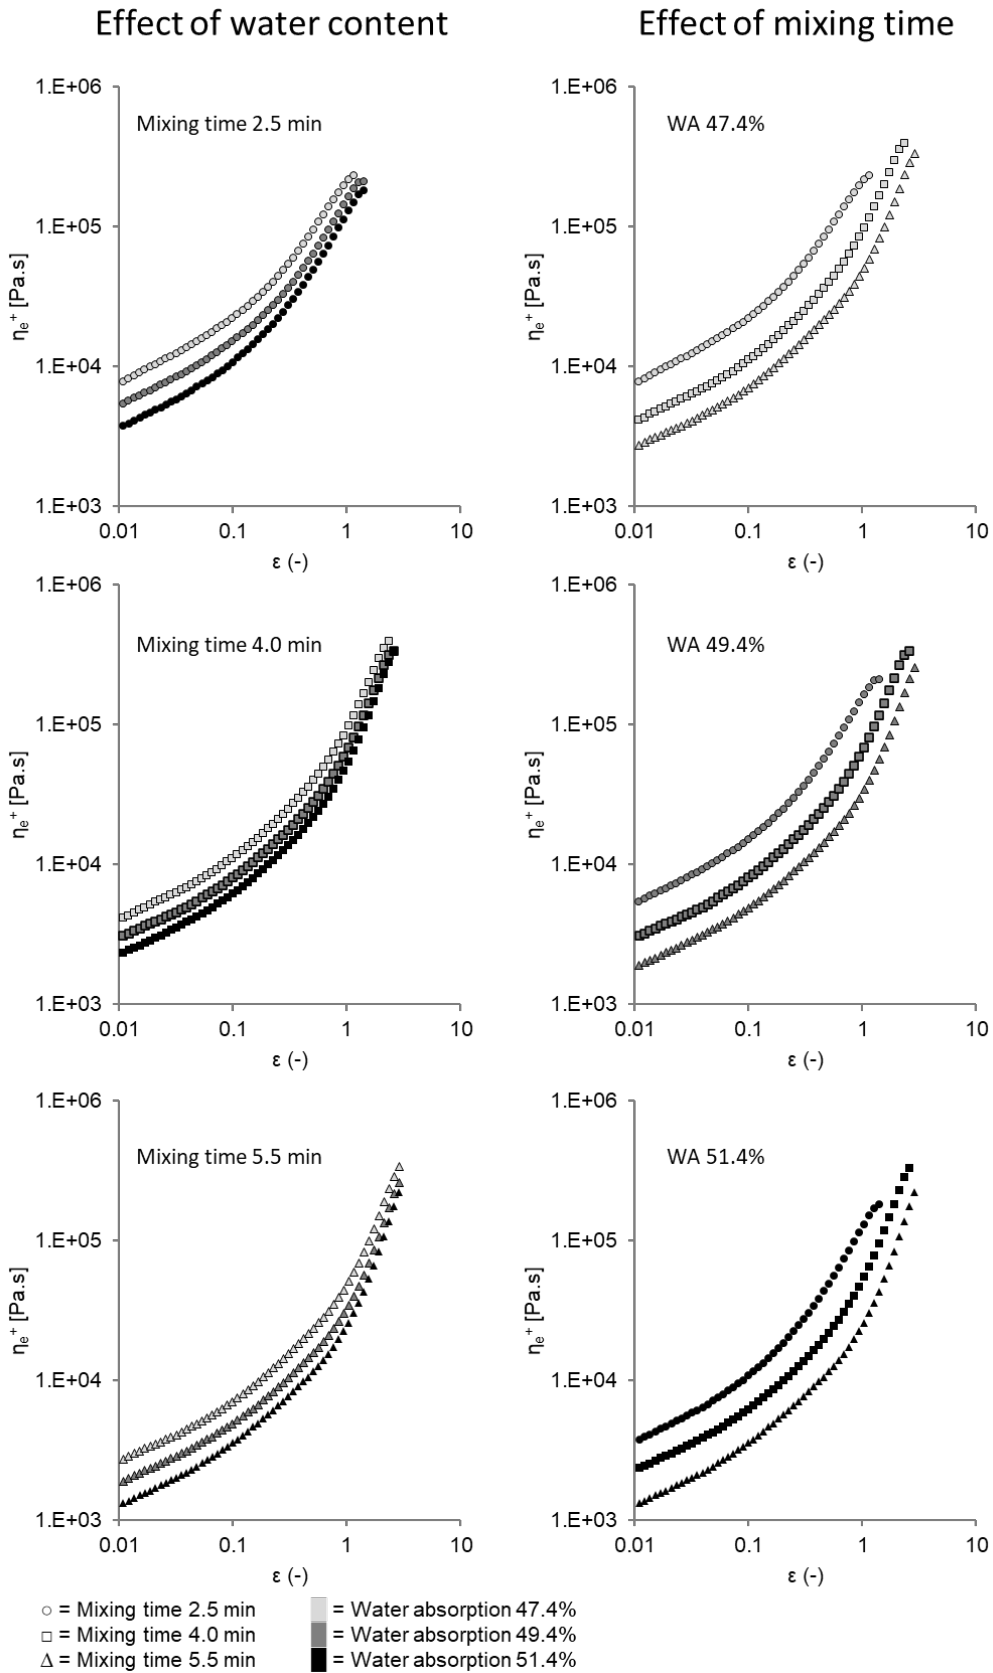 Effect of water content
Effect of mixing time
1.E+06
1.E+05
1.E+04
1.E+03
ηe+ [Pa.s]
Mixing time 2.5 min
0.01 0.1 1 10
ε (-)
1.E+06
1.E+05
1.E+04
1.E+03
ηe+ [Pa.s]
WA 47.4%
0.01 0.1 1 10
ε (-)
1.E+06
1.E+05
1.E+04
1.E+03
ηe+ [Pa.s]
Mixing time 4.0 min
0.01 0.1 1 10
ε (-)
1.E+06
1.E+05
1.E+04
1.E+03
ηe+ [Pa.s]
WA 49.4%
0.01 0.1 1 10
ε (-)
1.E+06
1.E+05
1.E+04
1.E+03
ηe+ [Pa.s]
Mixing time 5.5 min
0.01 0.1 1 10
ε (-)
1.E+06
1.E+05
1.E+04
1.E+03
ηe+ [Pa.s]
WA 51.4%
0.01 0.1 1 10
ε (-)
= Mixing time 2.5 min
= Mixing time 4.0 min
= Mixing time 5.5 min
= Water absorption 47.4%
= Water absorption 49.4%
= Water absorption 51.4%